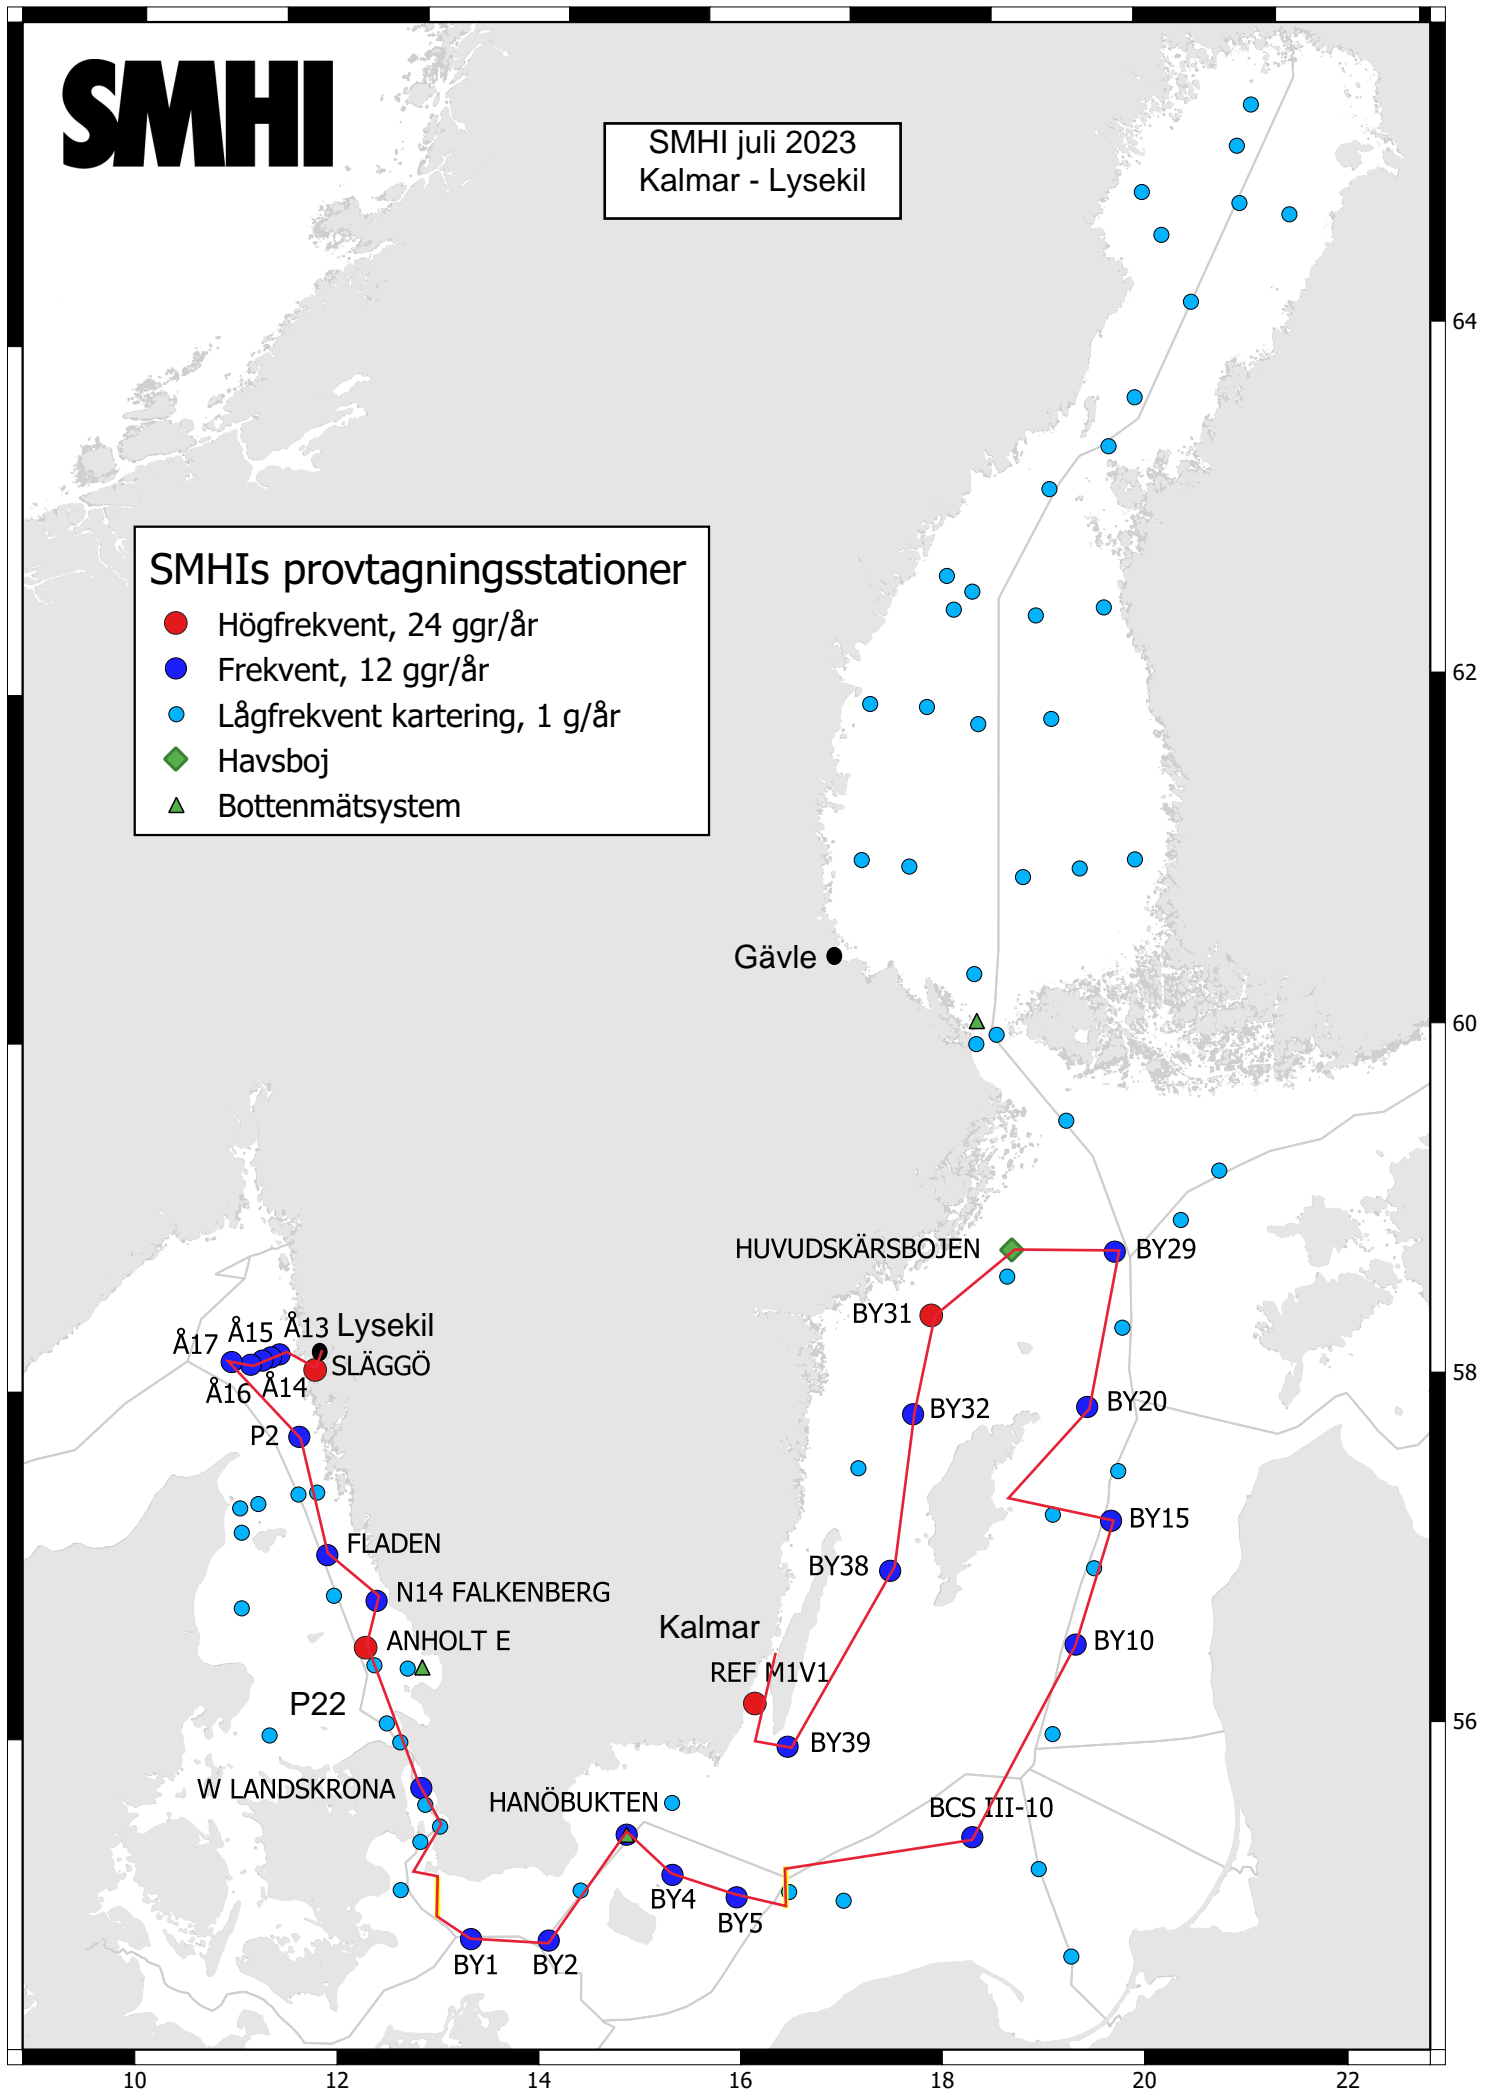 SMHI
SMHI juli 2023
Kalmar - Lysekil
64
SMHIs provtagningsstationer
Högfrekvent, 24 ggr/år
Frekvent, 12 ggr/år
Lågfrekvent kartering, 1 g/år
Havsboj
Bottenmätsystem
62
Gävle
60
HUVUDSKÄRSBOJEN
BY29
BY31
Å17
Å15
Å13
Lysekil
SLÄGGÖ
Å16
Å14
58
P2
BY32
BY20
FLADEN
BY15
BY38
N14 FALKENBERG
Kalmar
ANHOLT E
BY10
REF M1V1
P22
56
BY39
W LANDSKRONA
HANÖBUKTEN
BCS III-10
BY4
BY5
BY1
BY2
10
12
14
16
18
20
22